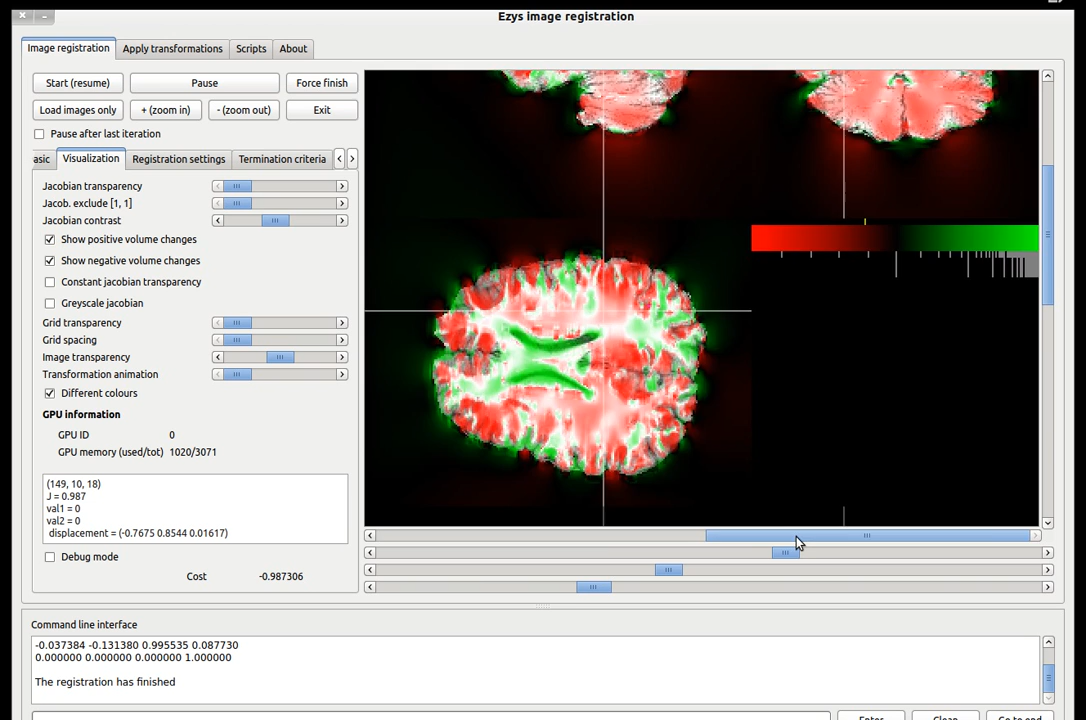 Ezys image registration
Image registration Apply transformations Scripts About
Start (resume) Pause Force finish
Load images only + (zoom in) - (zoom out) Exit
Pause after last iteration
asic Visualization Registration settings Termination criteria
Jacobian transparency
Jacob. exclude [1, 1]
Jacobian contrast
Show positive volume changes
Show negative volume changes
Constant jacobian transparency
Greyscale jacobian
Grid transparency
Grid spacing
Image transparency
Transformation animation
Different colours
GPU information
GPU ID 0
GPU memory (used/tot) 1020/3071
(149, 10, 18)
J = 0.987
val1 = 0
val2 = 0
displacement = (-0.7675 0.8544 0.01617)
Debug mode
Cost -0.987306
Command line interface
-0.037384 -0.131380 0.995535 0.087730
0.000000 0.000000 0.000000 1.000000
The registration has finished
Enter Clean Go to end